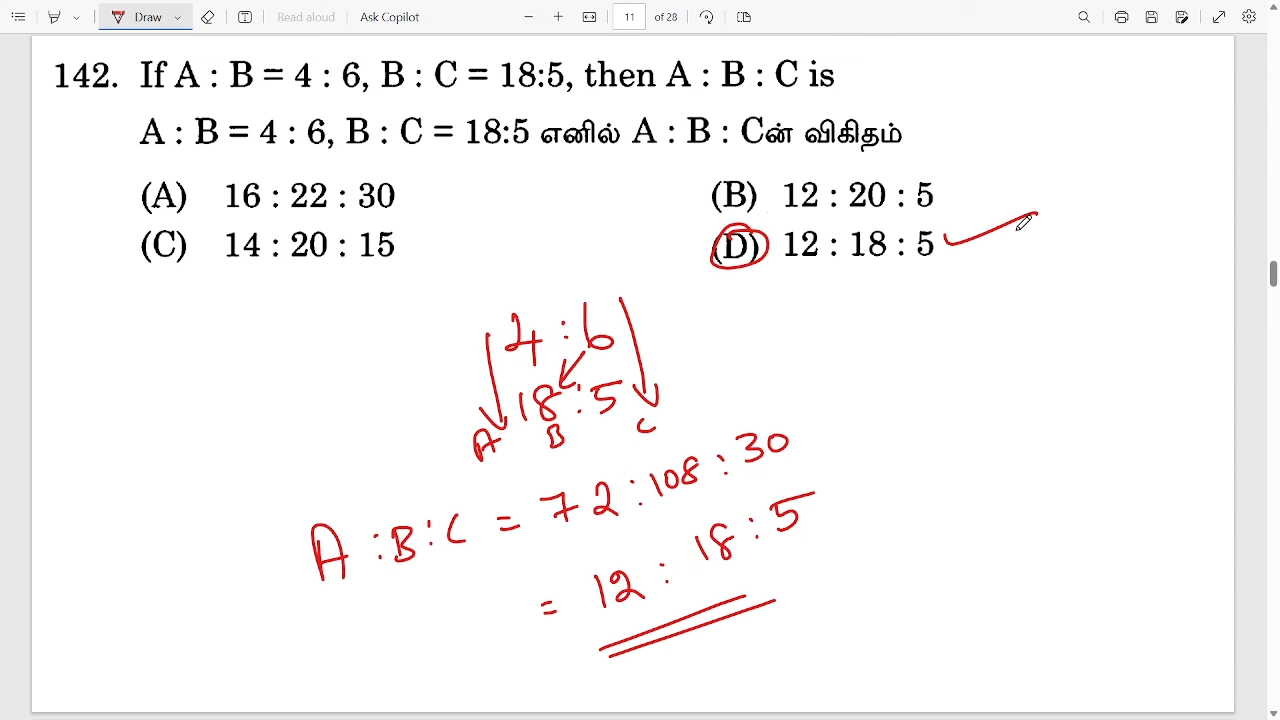 Draw
Read aloud
Ask Copilot
11 of 28
142. If A : B = 4 : 6, B : C = 18:5, then A : B : C is
A : B = 4 : 6, B : C = 18:5 எனில் A : B : Cன் விகிதம்
(A) 16 : 22 : 30
(B) 12 : 20 : 5
(C) 14 : 20 : 15
(D) 12 : 18 : 5
4 : 6
18 : 5
A B C
A : B : C = 72 : 108 : 30
= 12 : 18 : 5